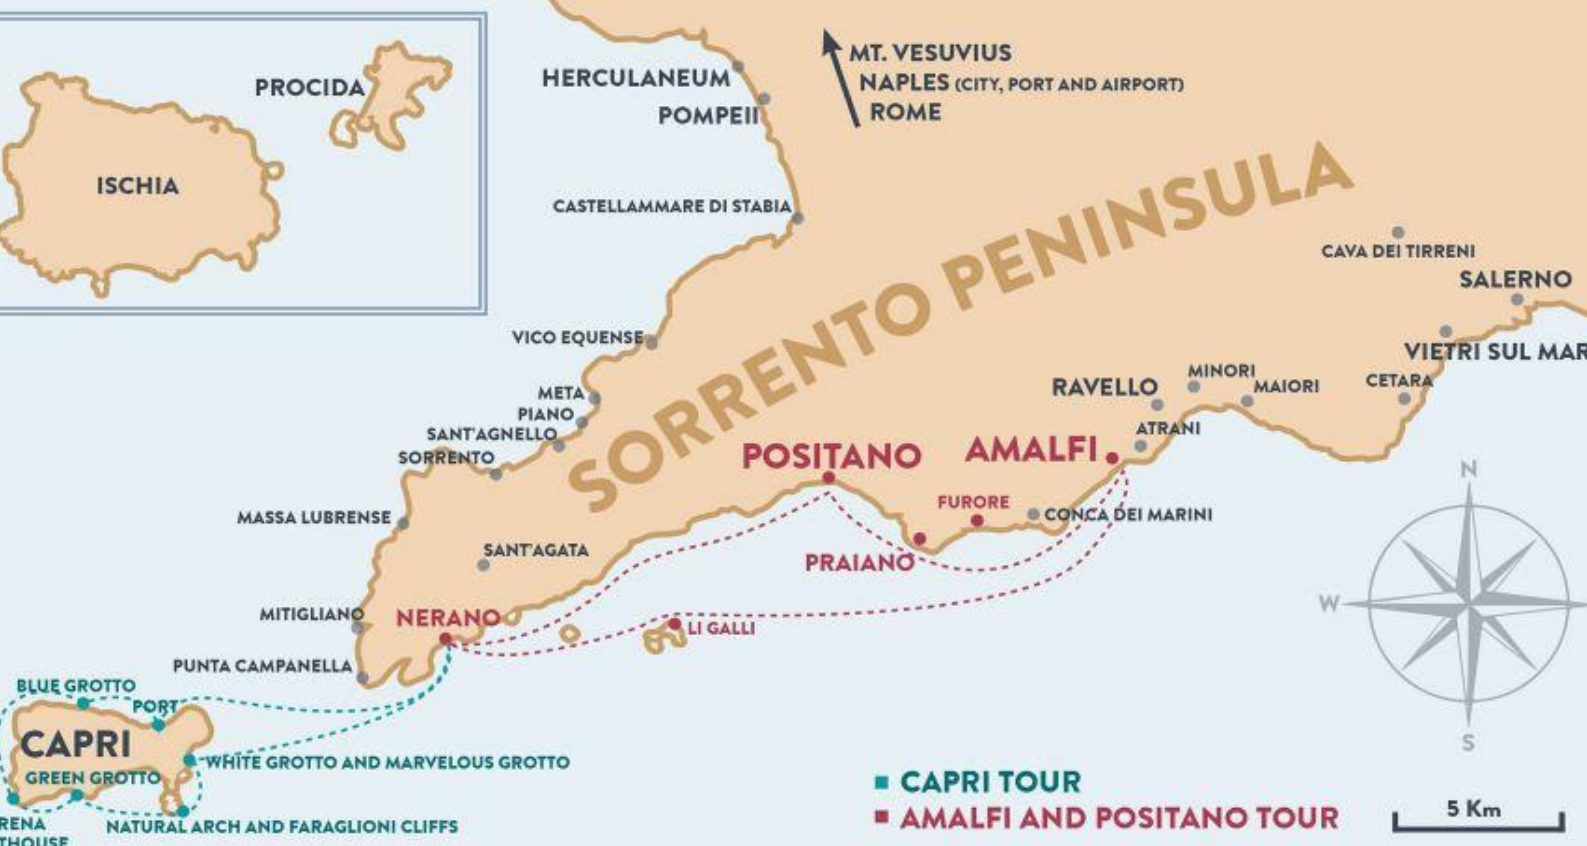 PROCIDA
ISCHIA
HERCULANEUM
POMPEII
MT. VESUVIUS
NAPLES (CITY, PORT AND AIRPORT)
ROME
CASTELLAMMARE DI STABIA
SORRENTO PENINSULA
CAVA DEI TIRRENI
SALERNO
VIETRI SUL MAR
VICO EQUENSE
META
PIANO
SANT'AGNELLO
SORRENTO
RAVELLO
MINORI
MAIORI
CETARA
ATRANI
POSITANO
AMALFI
FURORE
CONCA DEI MARINI
PRAIANO
MASSA LUBRENSE
SANT'AGATA
MITIGLIANO
NERANO
LI GALLI
PUNTA CAMPANELLA
BLUE GROTTO
PORT
CAPRI
WHITE GROTTO AND MARVELOUS GROTTO
GREEN GROTTO
RENA
THOUSE
NATURAL ARCH AND FARAGLIONI CLIFFS
N
W
S
CAPRI TOUR
AMALFI AND POSITANO TOUR
5 Km